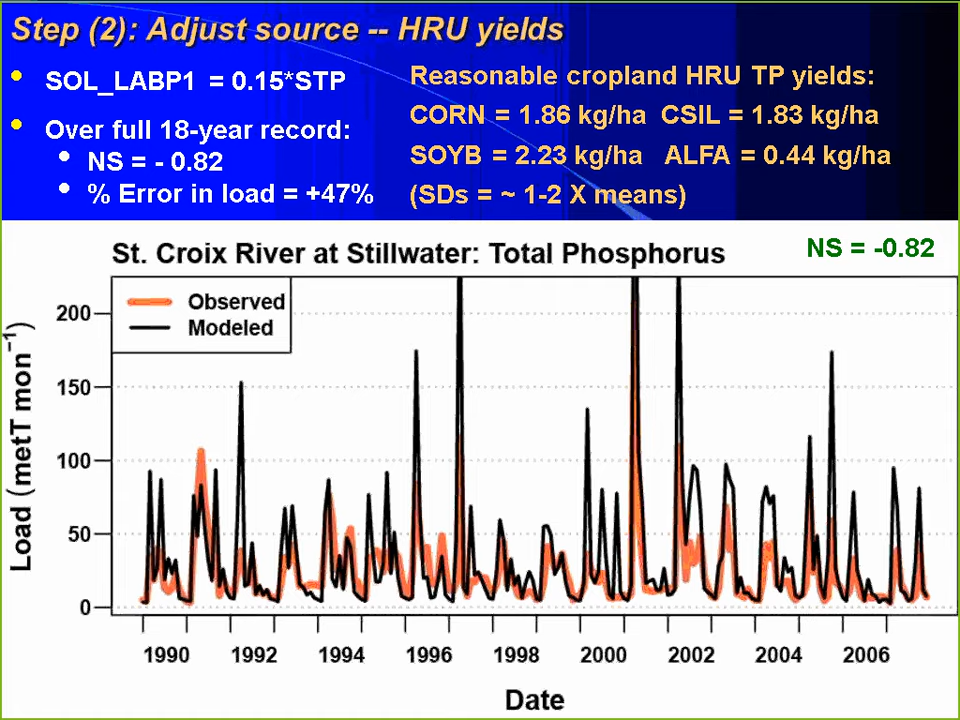 Step (2): Adjust source -- HRU yields
SOL_LABP1 = 0.15*STP
Over full 18-year record:
NS = - 0.82
% Error in load = +47%
Reasonable cropland HRU TP yields:
CORN = 1.86 kg/ha CSIL = 1.83 kg/ha
SOYB = 2.23 kg/ha ALFA = 0.44 kg/ha
(SDs = ~ 1-2 X means)
St. Croix River at Stillwater: Total Phosphorus
NS = -0.82
Observed
Modeled
Load (metT mon⁻¹)
200
150
100
50
0
1990 1992 1994 1996 1998 2000 2002 2004 2006
Date